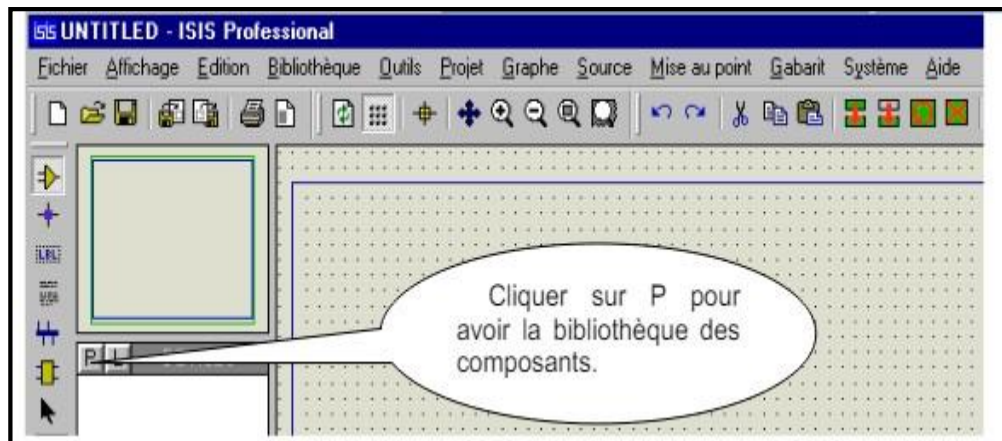 isis UNTITLED - ISIS Professional
Fichier Affichage Edition Bibliothèque Outils Projet Graphe Source Mise au point Gabarit Système Aide
LBL
Cliquer sur P pour
avoir la bibliothèque des
composants.
P L